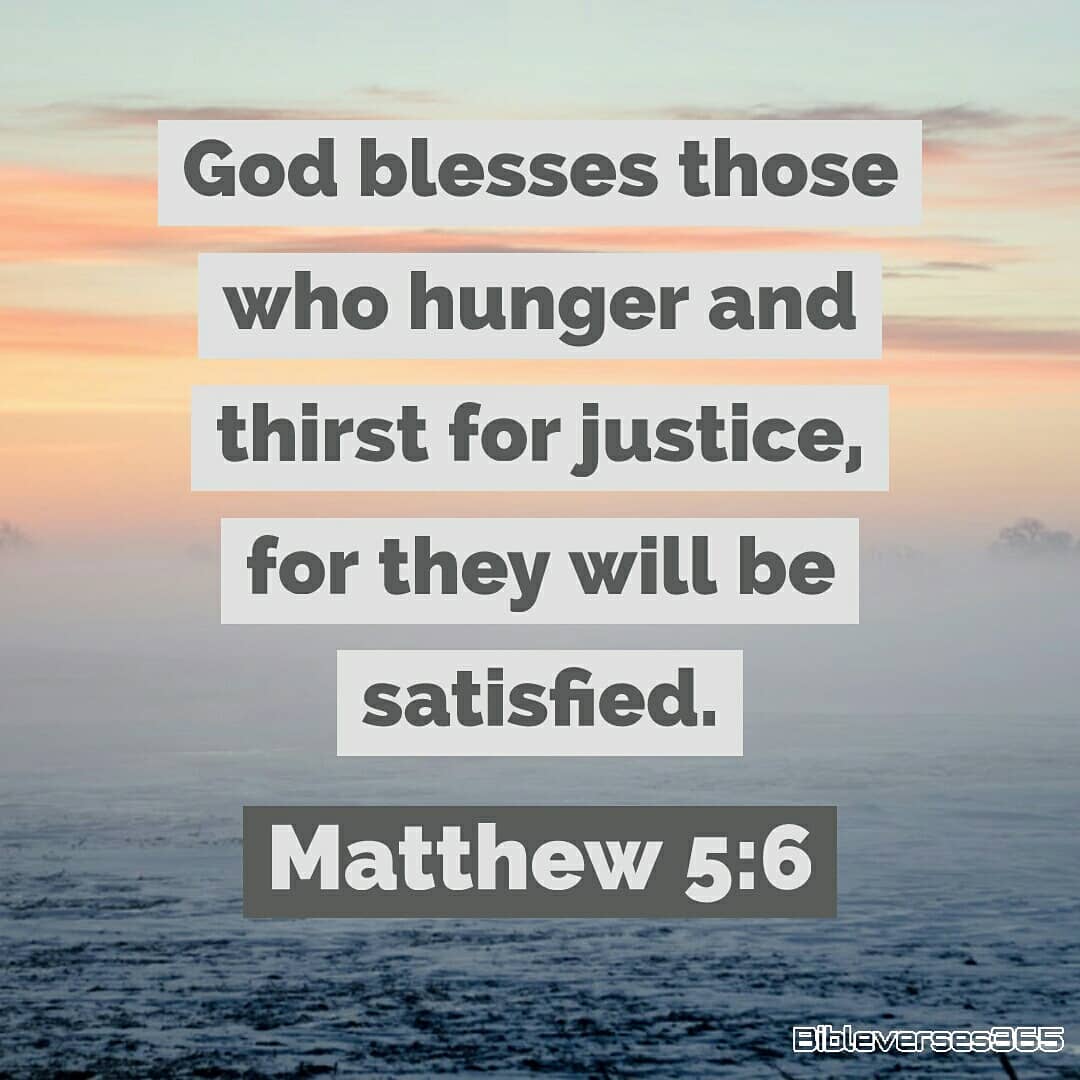 God blesses those
who hunger and
thirst for justice,
for they will be
satisfied.
Matthew 5:6
Bibleverses365